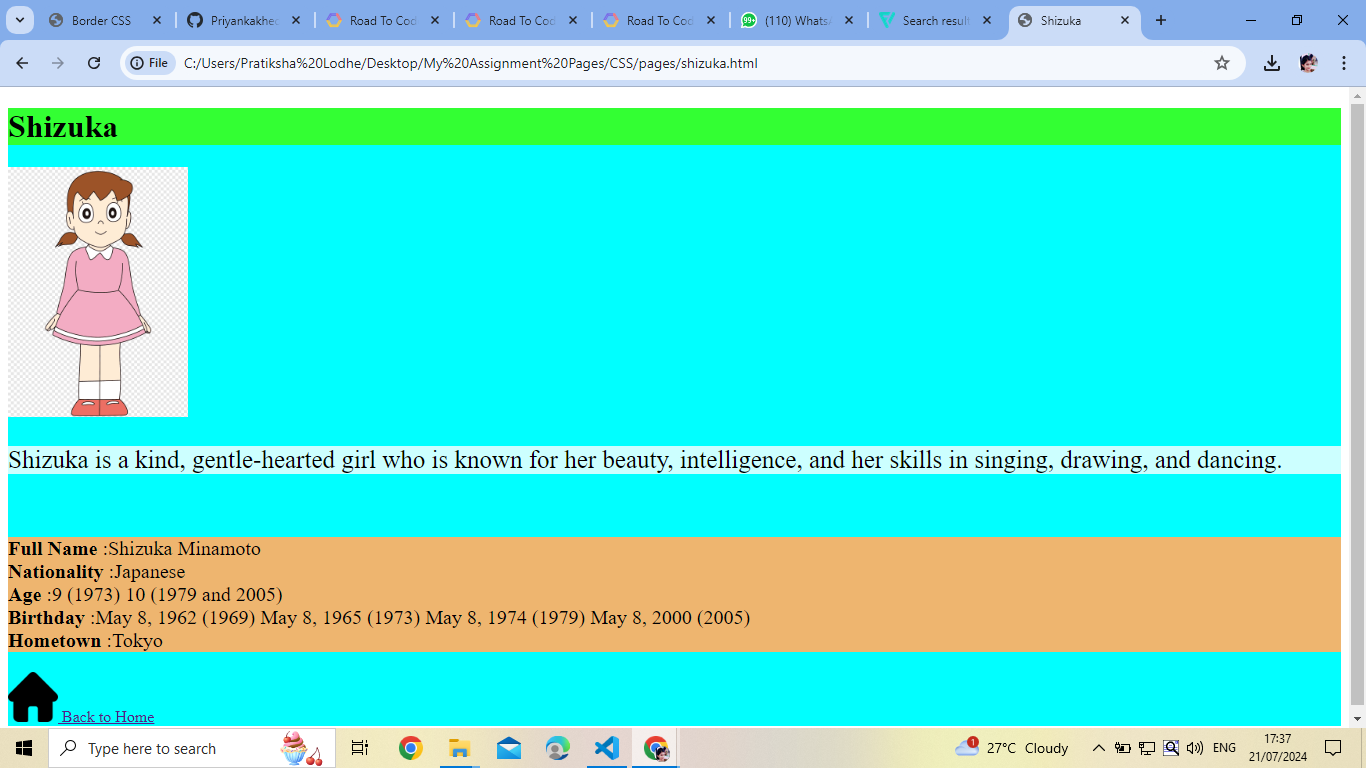 Border CSS
Priyankakhec
Road To Cod
Road To Cod
Road To Cod
99+
(110) Whats
Search result
Shizuka
File
C:/Users/Pratiksha%20Lodhe/Desktop/My%20Assignment%20Pages/CSS/pages/shizuka.html
Shizuka
Shizuka is a kind, gentle-hearted girl who is known for her beauty, intelligence, and her skills in singing, drawing, and dancing.
Full Name :Shizuka Minamoto
Nationality :Japanese
Age :9 (1973) 10 (1979 and 2005)
Birthday :May 8, 1962 (1969) May 8, 1965 (1973) May 8, 1974 (1979) May 8, 2000 (2005)
Hometown :Tokyo
Back to Home
Type here to search
1
27°C Cloudy
ENG
17:37
21/07/2024